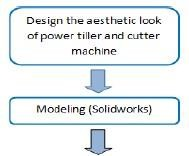 Design the aesthetic look
of power tiller and cutter
machine
Modeling (Solidworks)